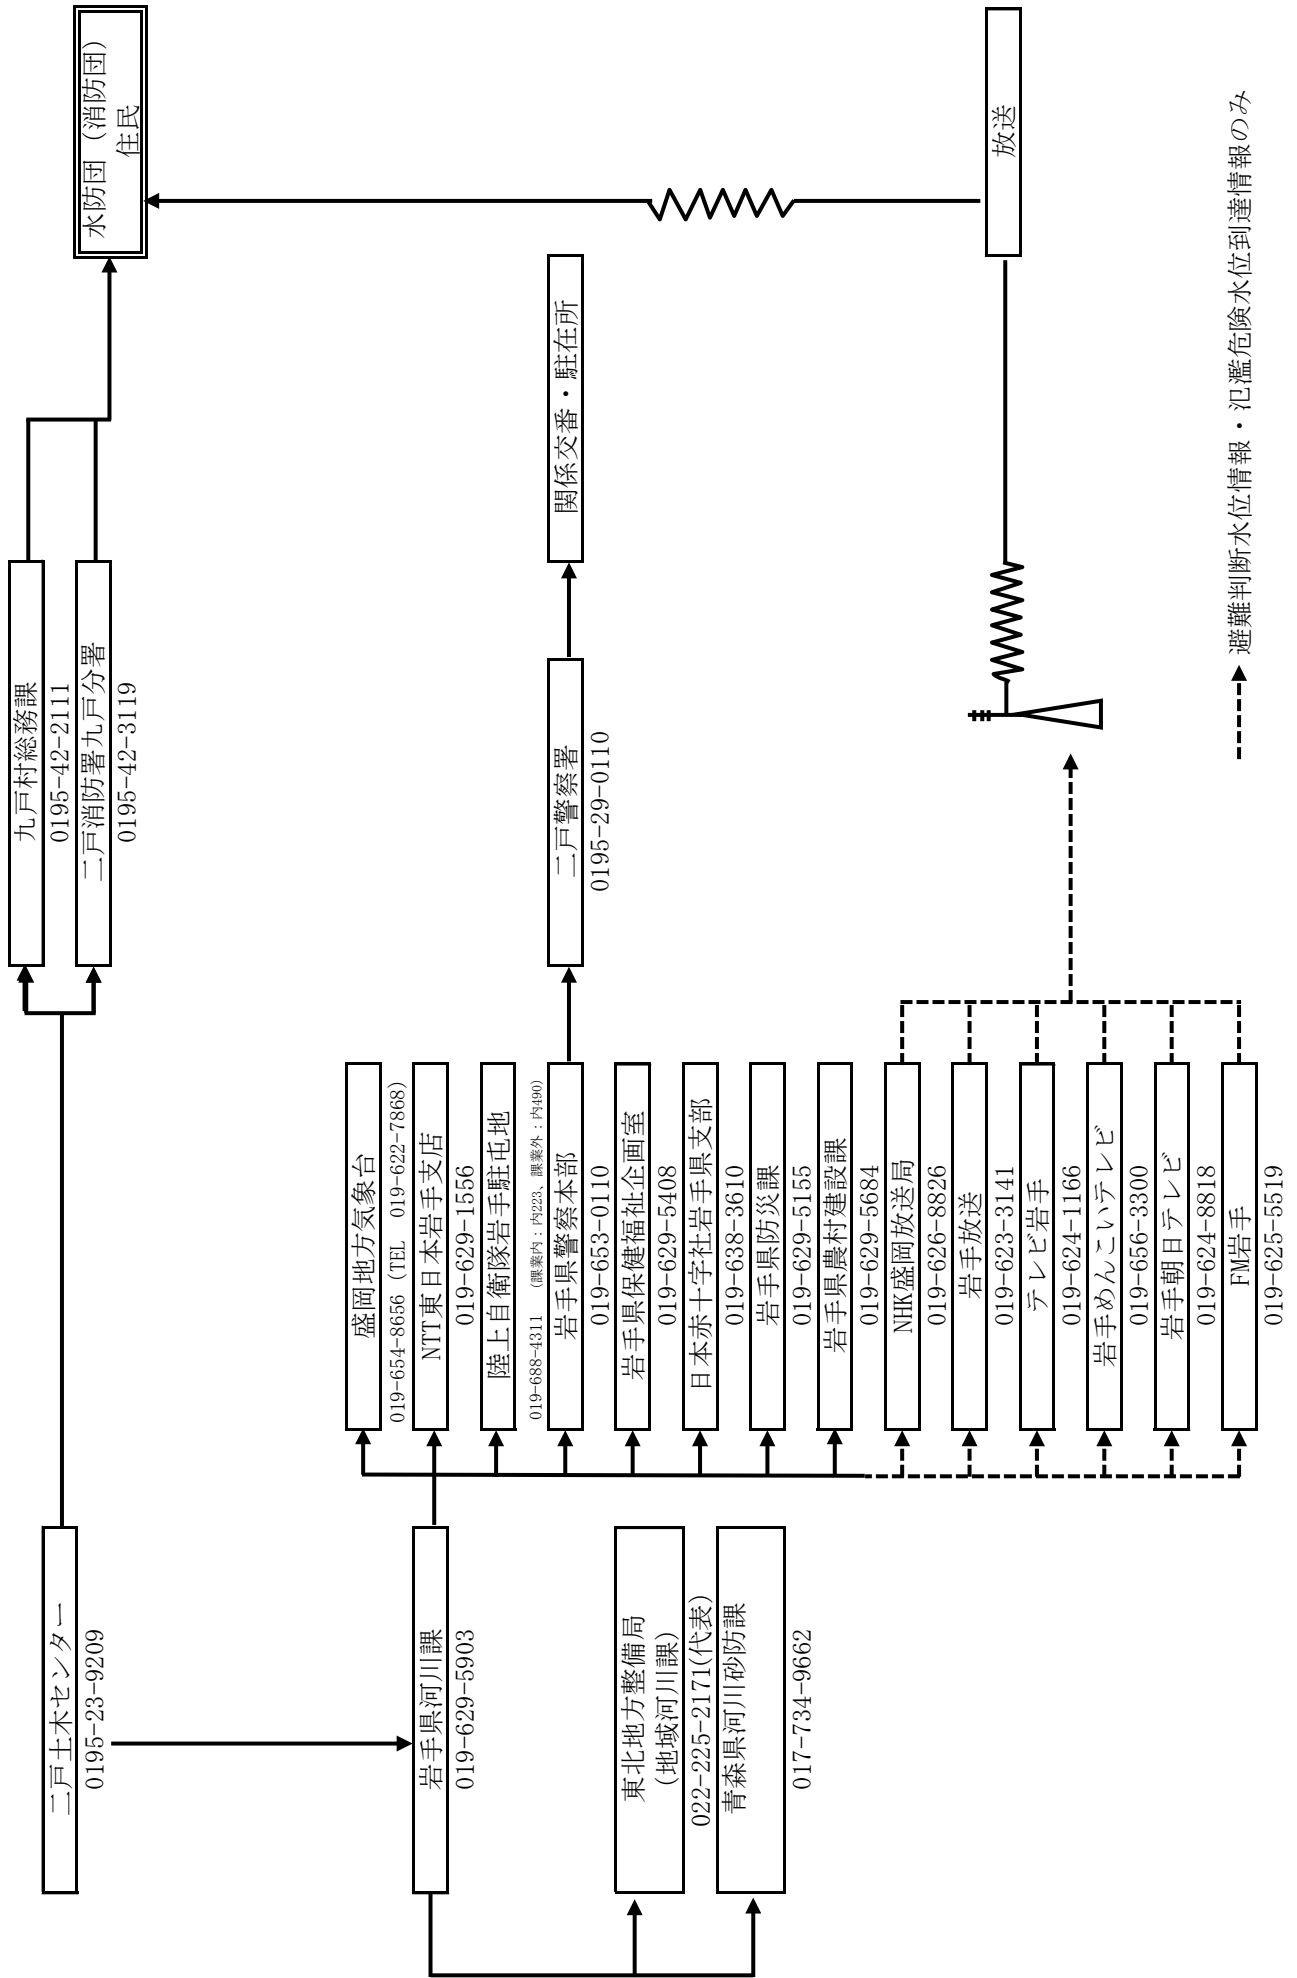 二戸土木センター
0195-23-9209
九戸村総務課
0195-42-2111
二戸消防署九戸分署
0195-42-3119
水防団（消防団）
住民
岩手県河川課
019-629-5903
東北地方整備局
（地域河川課）
022-225-2171(代表)
青森県河川砂防課
017-734-9662
盛岡地方気象台
019-654-8656（TEL 019-622-7868）
NTT東日本岩手支店
019-629-1556
陸上自衛隊岩手駐屯地
019-688-4311 （課業内：内223、課業外：内490）
岩手県警察本部
019-653-0110
岩手県保健福祉企画室
019-629-5408
日本赤十字社岩手県支部
019-638-3610
岩手県防災課
019-629-5155
岩手県農村建設課
019-629-5684
NHK盛岡放送局
019-626-8826
岩手放送
019-623-3141
テレビ岩手
019-624-1166
岩手めんこいテレビ
019-656-3300
岩手朝日テレビ
019-624-8818
FM岩手
019-625-5519
二戸警察署
0195-29-0110
関係交番・駐在所
放送
避難判断水位情報・氾濫危険水位到達情報のみ